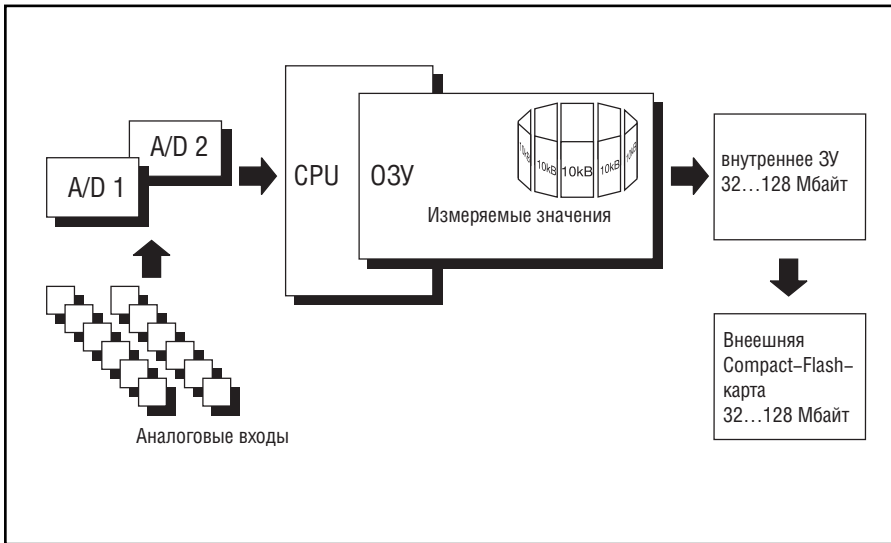 A/D 1
A/D 2
CPU
ОЗУ
10kB
10kB
10kB
10kB
10kB
Измеряемые значения
внутреннее ЗУ
32...128 Мбайт
Внеешняя
Compact-Flash-
карта
32...128 Мбайт
Аналоговые входы